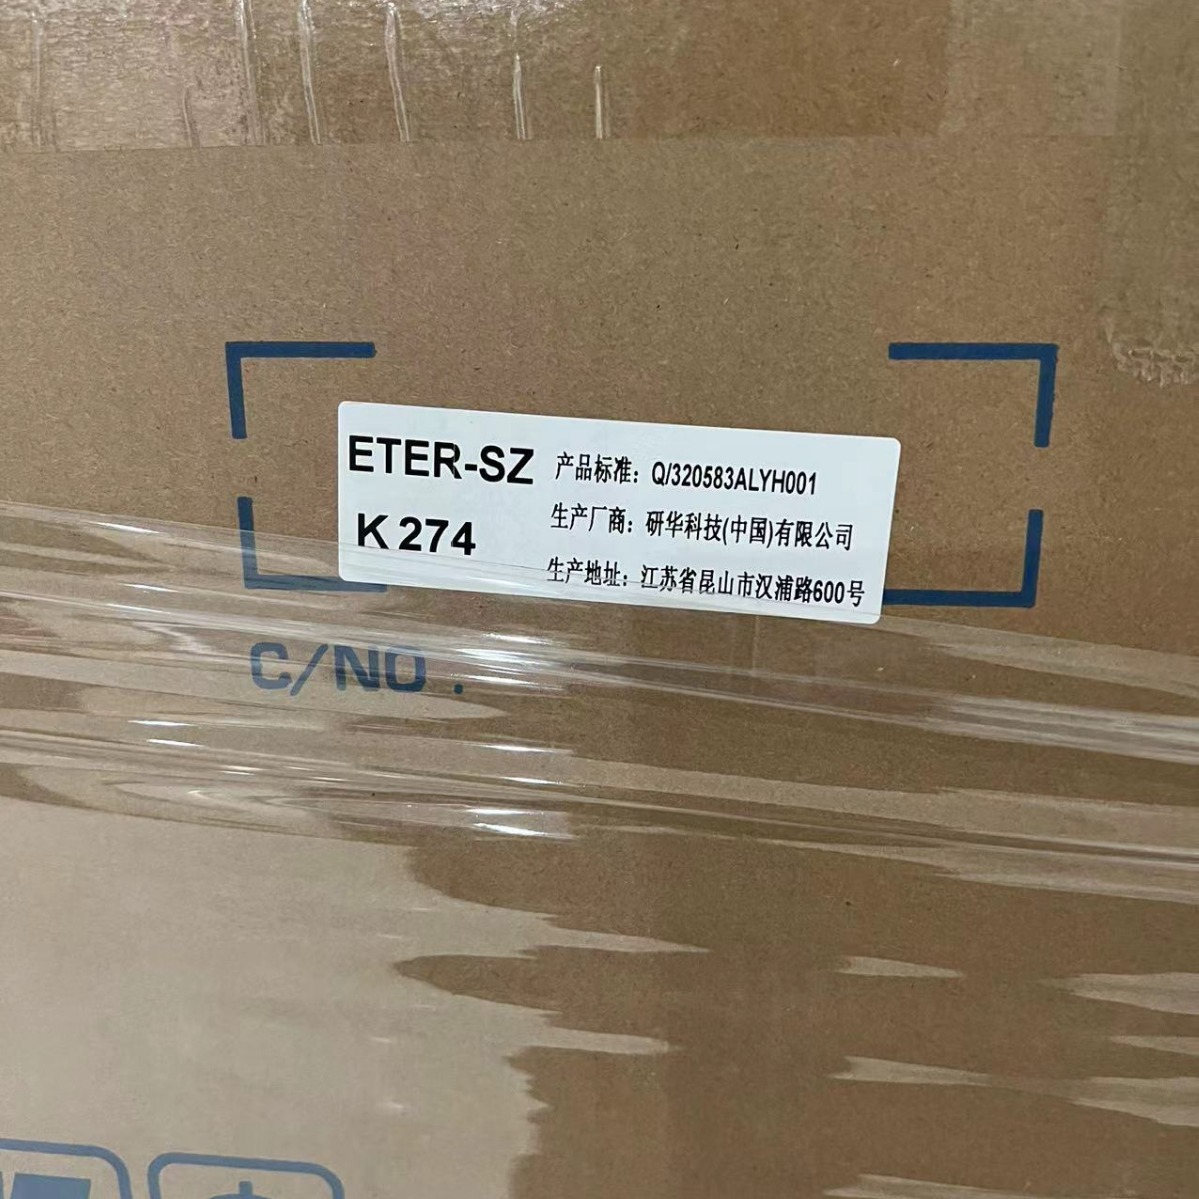 ETER-SZ
K 274
产品标准：Q/320583ALYH001
生产厂商：研华科技(中国)有限公司
生产地址：江苏省昆山市汉浦路600号
C/NO.